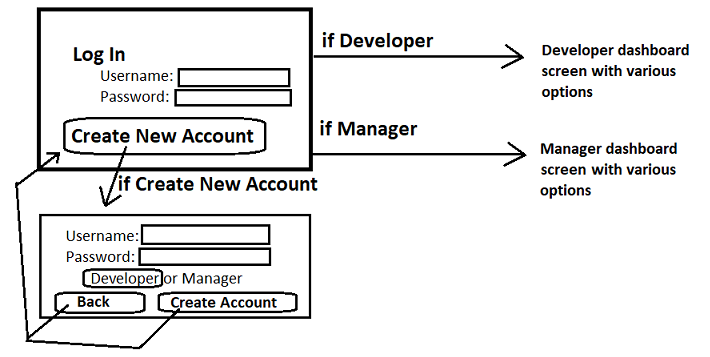 Log In
Username:
Password:
Create New Account
if Developer
Developer dashboard
screen with various
options
if Manager
Manager dashboard
screen with various
options
if Create New Account
Username:
Password:
Developer or Manager
Back
Create Account